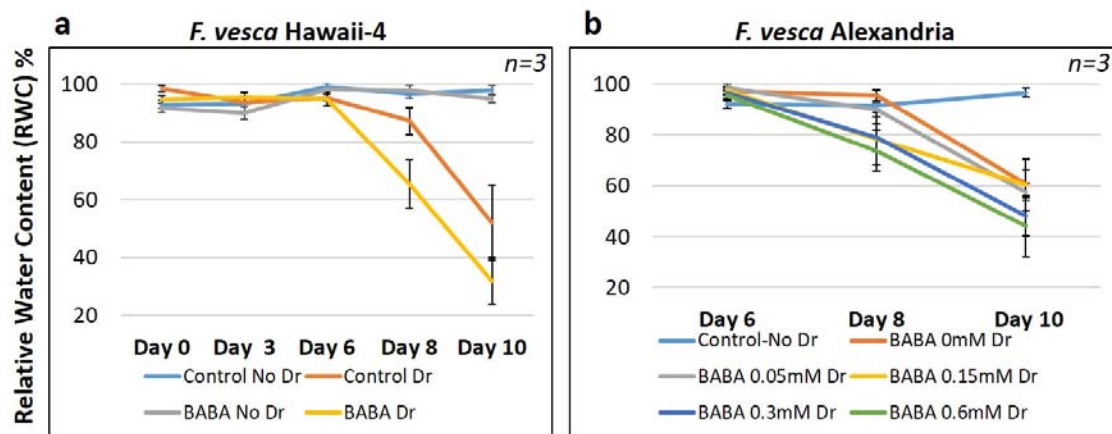 a
F. vesca Hawaii-4
n=3
Relative Water Content (RWC) %
100
80
60
40
20
Day 0 Day 3 Day 6 Day 8 Day 10
Control No Dr Control Dr
BABA No Dr BABA Dr
b
F. vesca Alexandria
n=3
100
80
60
40
20
Day 6 Day 8 Day 10
Control-No Dr BABA 0mM Dr
BABA 0.05mM Dr BABA 0.15mM Dr
BABA 0.3mM Dr BABA 0.6mM Dr